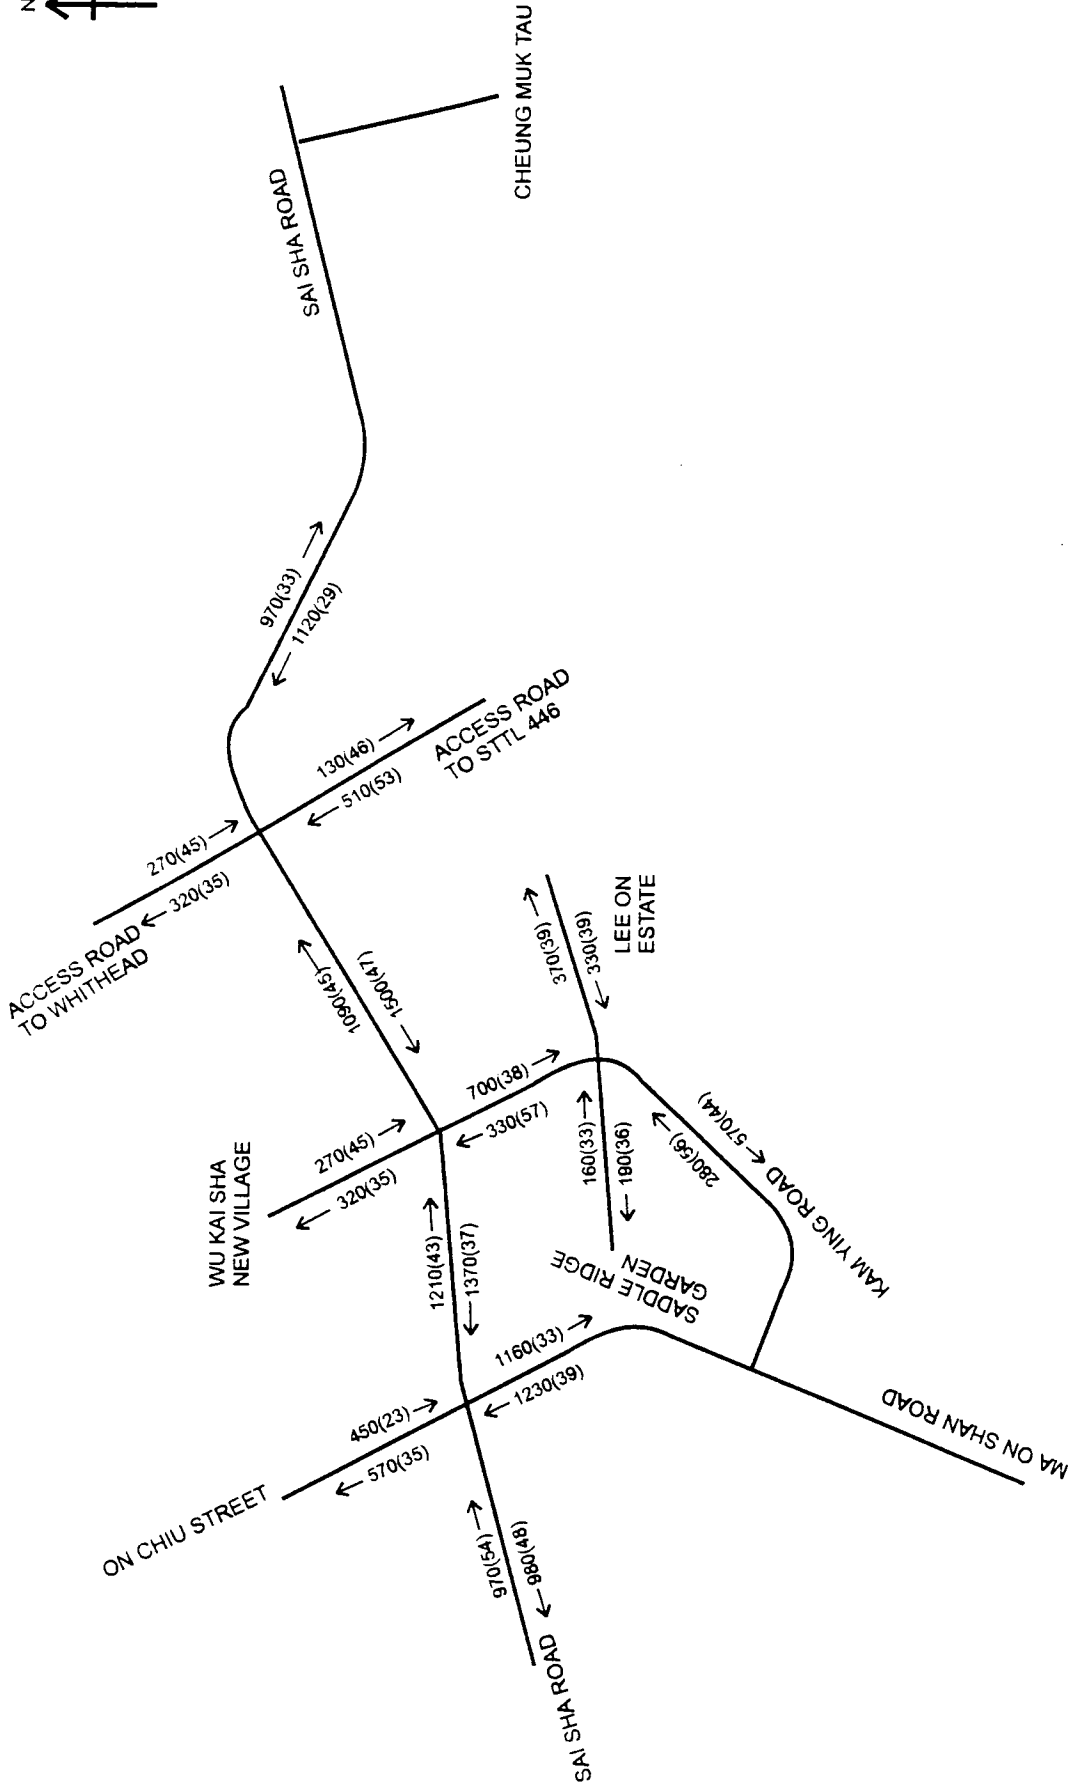 N
CHEUNG MUK TAU
SAI SHA ROAD
970(33)
1120(29)
130(46)
510(53)
ACCESS ROAD
TO STTL 446
270(45)
320(35)
ACCESS ROAD
TO WHITHEAD
1090(45)
1500(47)
370(39)
330(39)
LEE ON
ESTATE
700(38)
330(57)
270(45)
320(35)
WU KAI SHA
NEW VILLAGE
160(33)
190(36)
570(44)
280(56)
KAM YING ROAD
SADDLE RIDGE
GARDEN
1210(43)
1370(37)
1160(33)
1230(39)
450(23)
570(35)
ON CHIU STREET
MA ON SHAN ROAD
970(54)
980(48)
SAI SHA ROAD